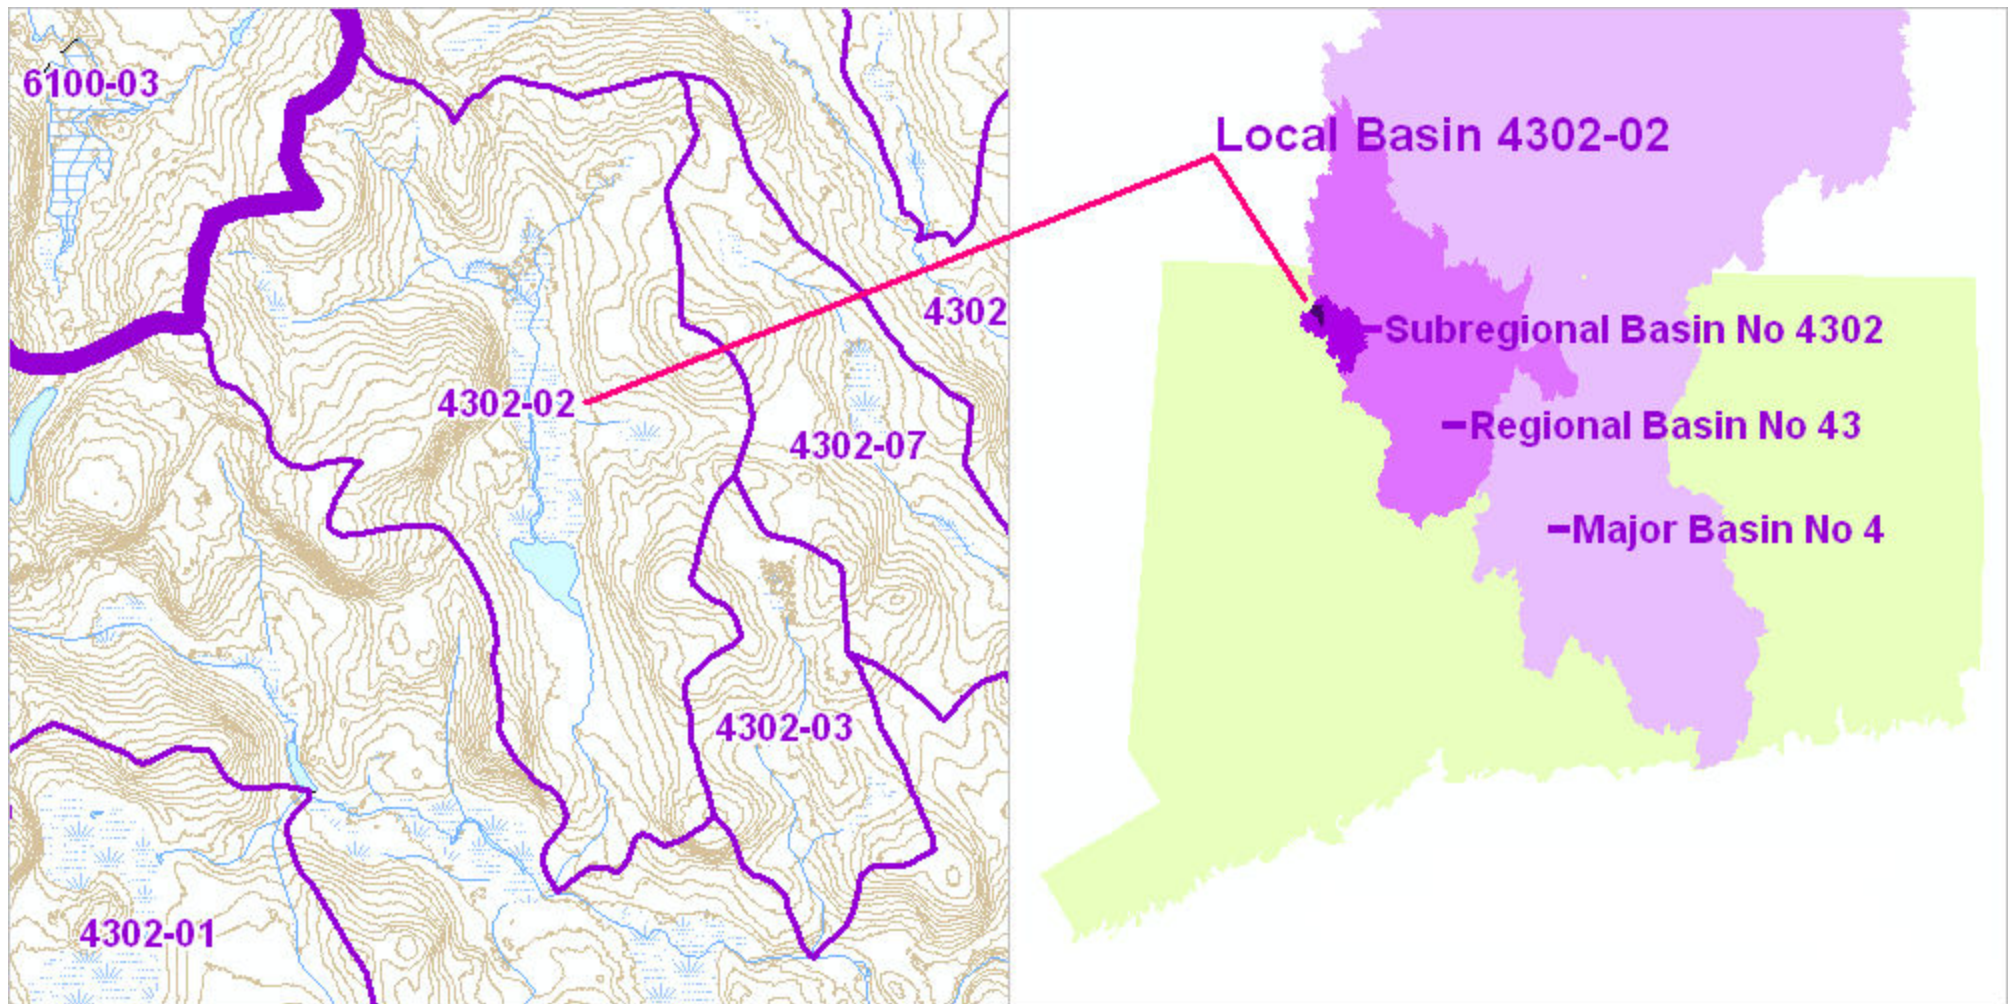 6100-03
Local Basin 4302-02
4302
Subregional Basin No 4302
4302-02
Regional Basin No 43
4302-07
Major Basin No 4
4302-03
4302-01